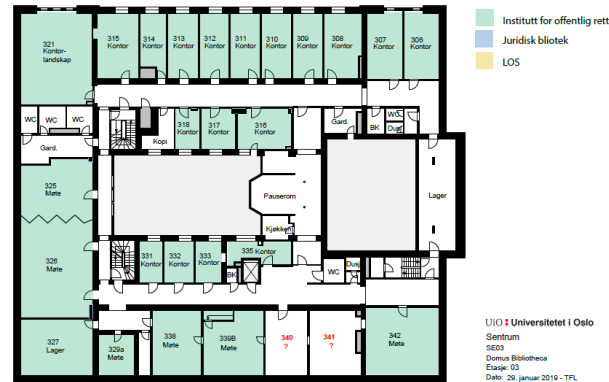 Institutt for offentlig rett
Juridisk bliotek
LOS
321
Kontor-
landskap
315
Kontor
314
Kontor
313
Kontor
312
Kontor
311
Kontor
310
Kontor
309
Kontor
308
Kontor
307
Kontor
306
Kontor
WC
WC
WC
Gard.
Kopi
318
Kontor
317
Kontor
316
Kontor
Gard.
BK
WC
Dusj
325
Møte
Pauserom
Lager
Kjøkken
326
Møte
331
Kontor
332
Kontor
333
Kontor
335 Kontor
BK
WC
Dusj
327
Lager
329a
Møte
338
Møte
339B
Møte
340
?
341
?
342
Møte
UiO Universitetet i Oslo
Sentrum
SE03
Domus Bibliotheca
Etasje: 03
Dato: 29. januar 2019 - TFL